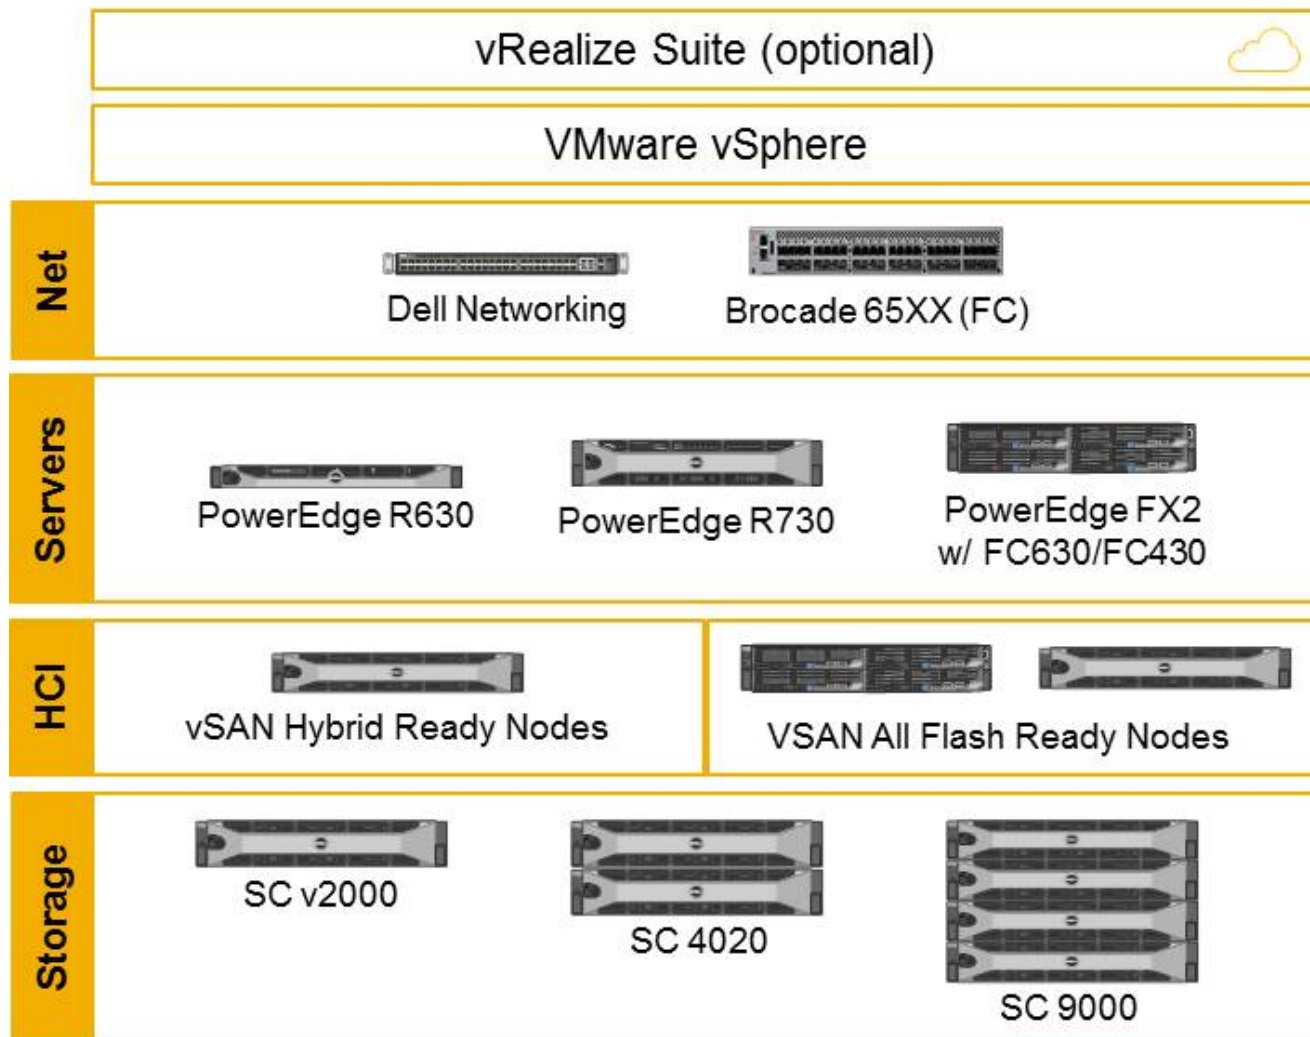 vRealize Suite (optional)
VMware vSphere
Net
Dell Networking
Brocade 65XX (FC)
Servers
PowerEdge R630
PowerEdge R730
PowerEdge FX2
w/ FC630/FC430
HCI
vSAN Hybrid Ready Nodes
VSAN All Flash Ready Nodes
Storage
SC v2000
SC 4020
SC 9000